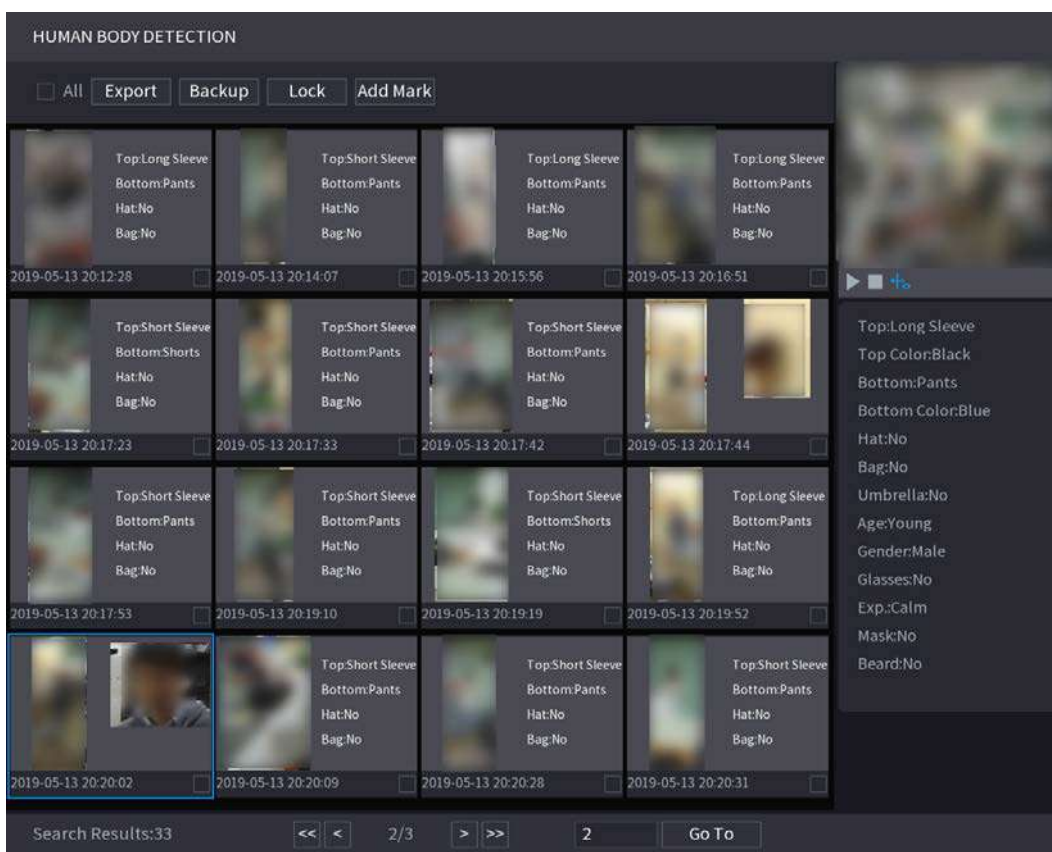 HUMAN BODY DETECTION
All Export Backup Lock Add Mark
Top:Long Sleeve
Bottom:Pants
Hat:No
Bag:No
2019-05-13 20:12:28
Top:Short Sleeve
Bottom:Pants
Hat:No
Bag:No
2019-05-13 20:14:07
Top:Long Sleeve
Bottom:Pants
Hat:No
Bag:No
2019-05-13 20:15:56
Top:Long Sleeve
Bottom:Pants
Hat:No
Bag:No
2019-05-13 20:16:51
Top:Short Sleeve
Bottom:Shorts
Hat:No
Bag:No
2019-05-13 20:17:23
Top:Short Sleeve
Bottom:Pants
Hat:No
Bag:No
2019-05-13 20:17:33
Top:Short Sleeve
Bottom:Pants
Hat:No
Bag:No
2019-05-13 20:17:42
2019-05-13 20:17:44
Top:Short Sleeve
Bottom:Pants
Hat:No
Bag:No
2019-05-13 20:17:53
Top:Short Sleeve
Bottom:Pants
Hat:No
Bag:No
2019-05-13 20:19:10
Top:Short Sleeve
Bottom:Shorts
Hat:No
Bag:No
2019-05-13 20:19:19
Top:Long Sleeve
Bottom:Pants
Hat:No
Bag:No
2019-05-13 20:19:52
2019-05-13 20:20:02
Top:Short Sleeve
Bottom:Pants
Hat:No
Bag:No
2019-05-13 20:20:09
Top:Short Sleeve
Bottom:Pants
Hat:No
Bag:No
2019-05-13 20:20:28
Top:Short Sleeve
Bottom:Pants
Hat:No
Bag:No
2019-05-13 20:20:31
Top:Long Sleeve
Top Color:Black
Bottom:Pants
Bottom Color:Blue
Hat:No
Bag:No
Umbrella:No
Age:Young
Gender:Male
Glasses:No
Exp.:Calm
Mask:No
Beard:No
Search Results:33 << < 2/3 > >> 2 Go To